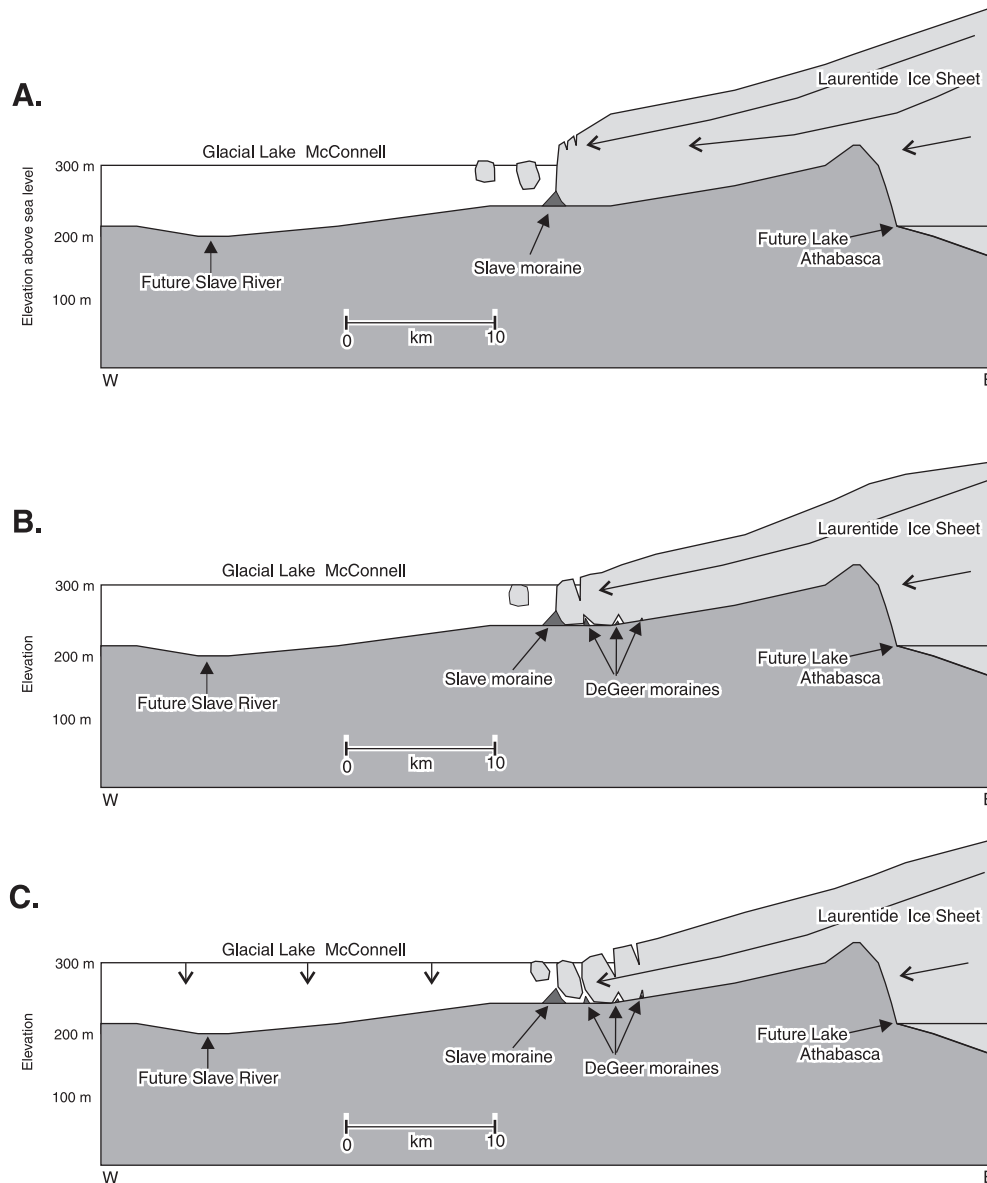 A.
Laurentide Ice Sheet
Glacial Lake McConnell
300 m
Elevation above sea level
200 m
Future Slave River
Slave moraine
Future Lake
Athabasca
100 m
0 km 10
W E
B.
Laurentide Ice Sheet
Glacial Lake McConnell
300 m
Elevation
200 m
Future Slave River
Slave moraine
DeGeer moraines
Future Lake
Athabasca
100 m
0 km 10
W E
C.
Laurentide Ice Sheet
Glacial Lake McConnell
300 m
Elevation
200 m
Future Slave River
Slave moraine
DeGeer moraines
Future Lake
Athabasca
100 m
0 km 10
W E